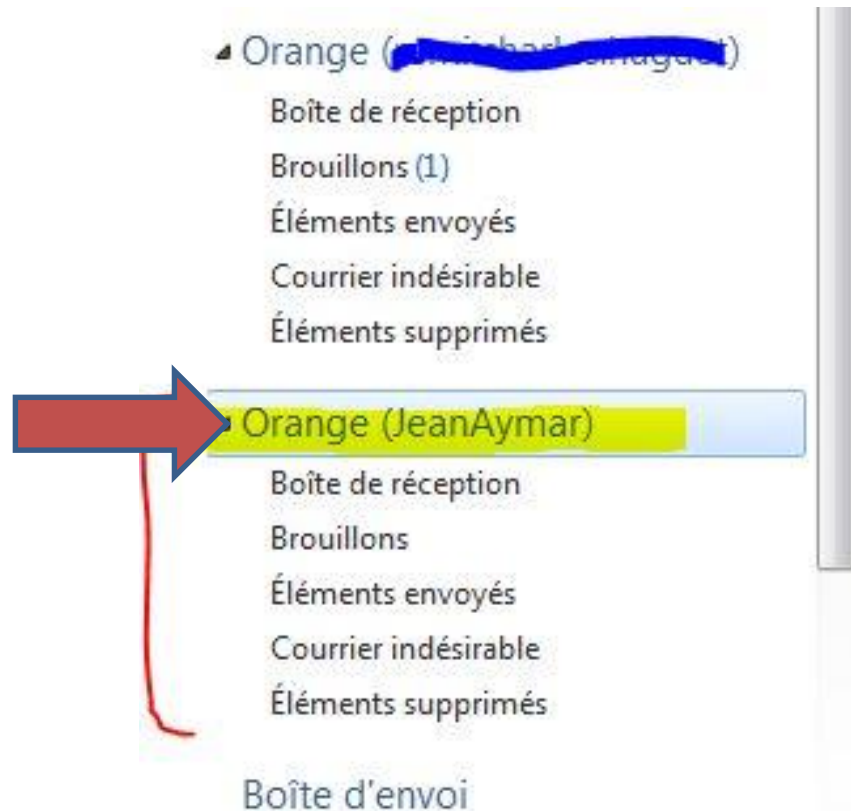 Orange (
Boîte de réception
Brouillons (1)
Éléments envoyés
Courrier indésirable
Éléments supprimés
Orange (JeanAymar)
Boîte de réception
Brouillons
Éléments envoyés
Courrier indésirable
Éléments supprimés
Boîte d'envoi